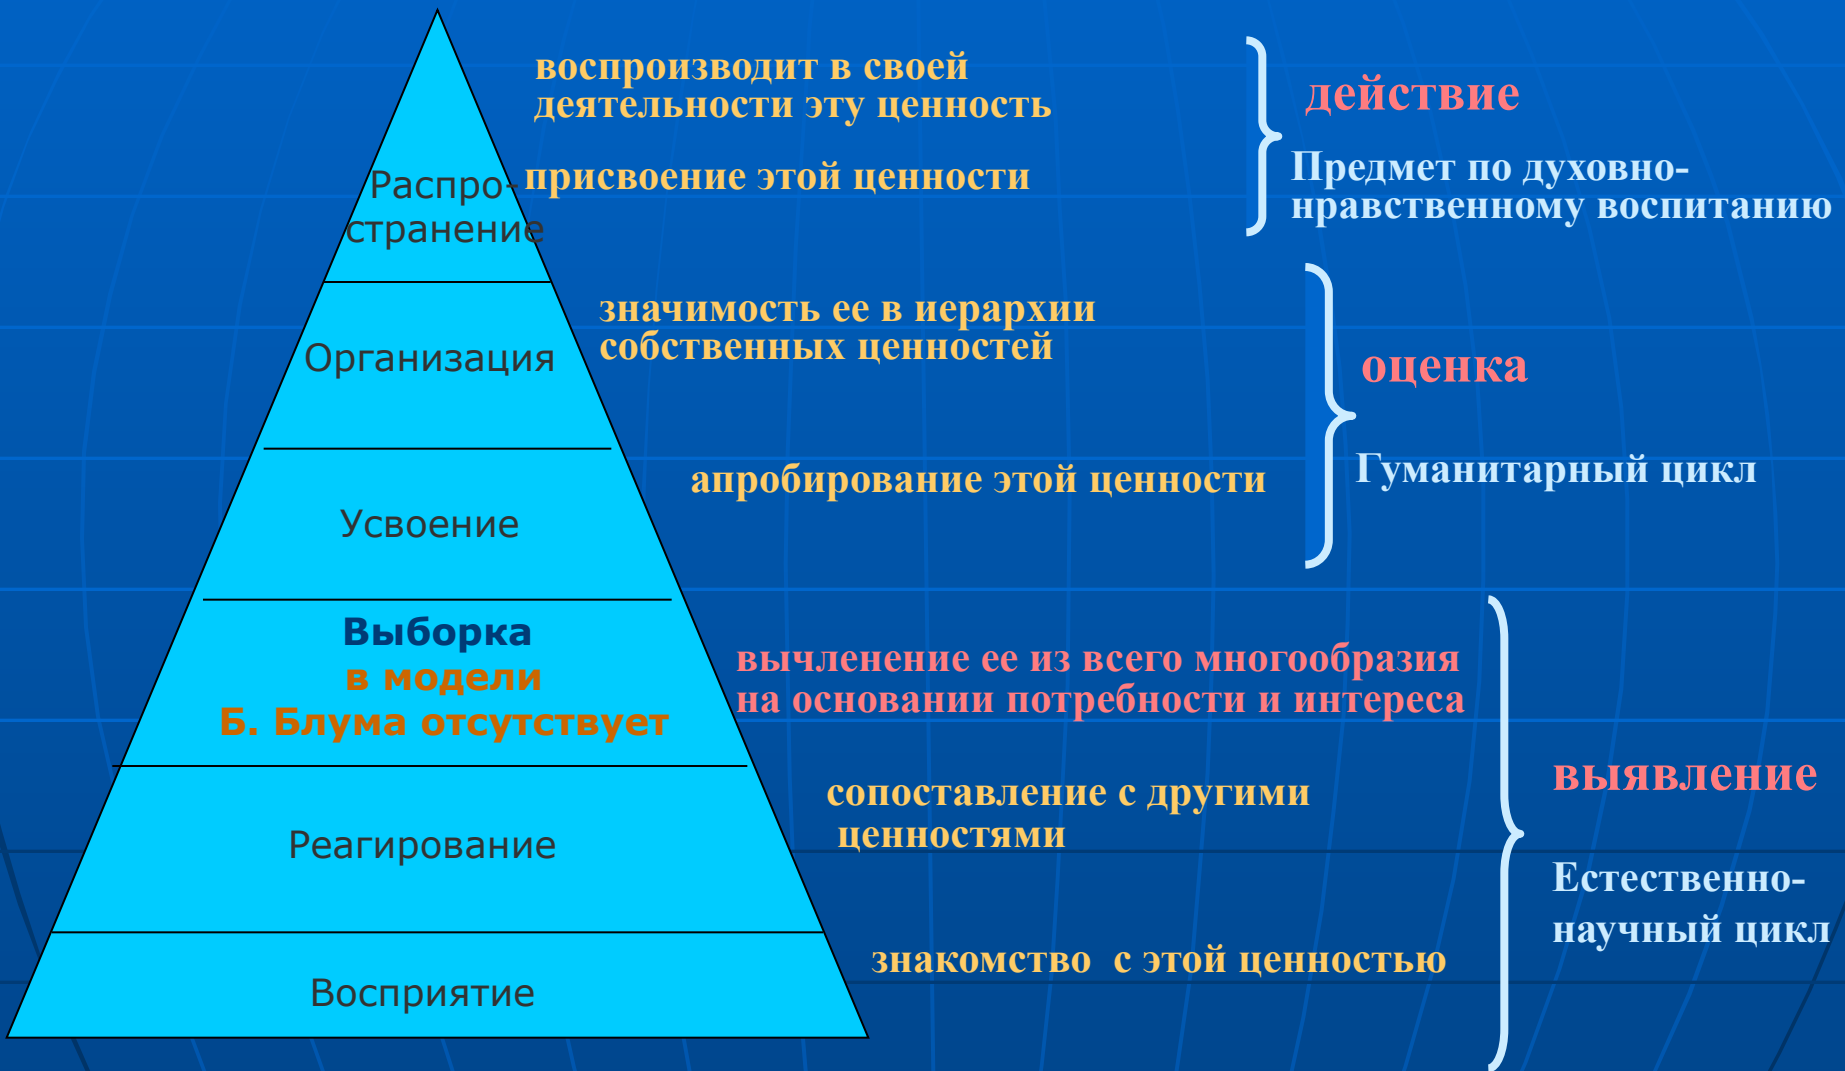 воспроизводит в своей
деятельности эту ценность
действие
Распро-
странение
присвоение этой ценности
Предмет по духовно-
нравственному воспитанию
значимость ее в иерархии
собственных ценностей
Организация
оценка
апробирование этой ценности
Гуманитарный цикл
Усвоение
Выборка
в модели
Б. Блума отсутствует
вычленение ее из всего многообразия
на основании потребности и интереса
выявление
сопоставление с другими
ценностями
Реагирование
Естественно-
научный цикл
знакомство с этой ценностью
Восприятие